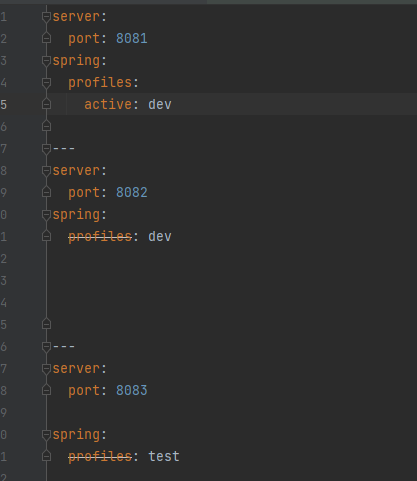 1 server:
2   port: 8081
3 spring:
4   profiles:
5     active: dev
6
7 ---
8 server:
9   port: 8082
0 spring:
1   profiles: dev
2
3
4
5
6 ---
7 server:
8   port: 8083
9
0 spring:
1   profiles: test
2